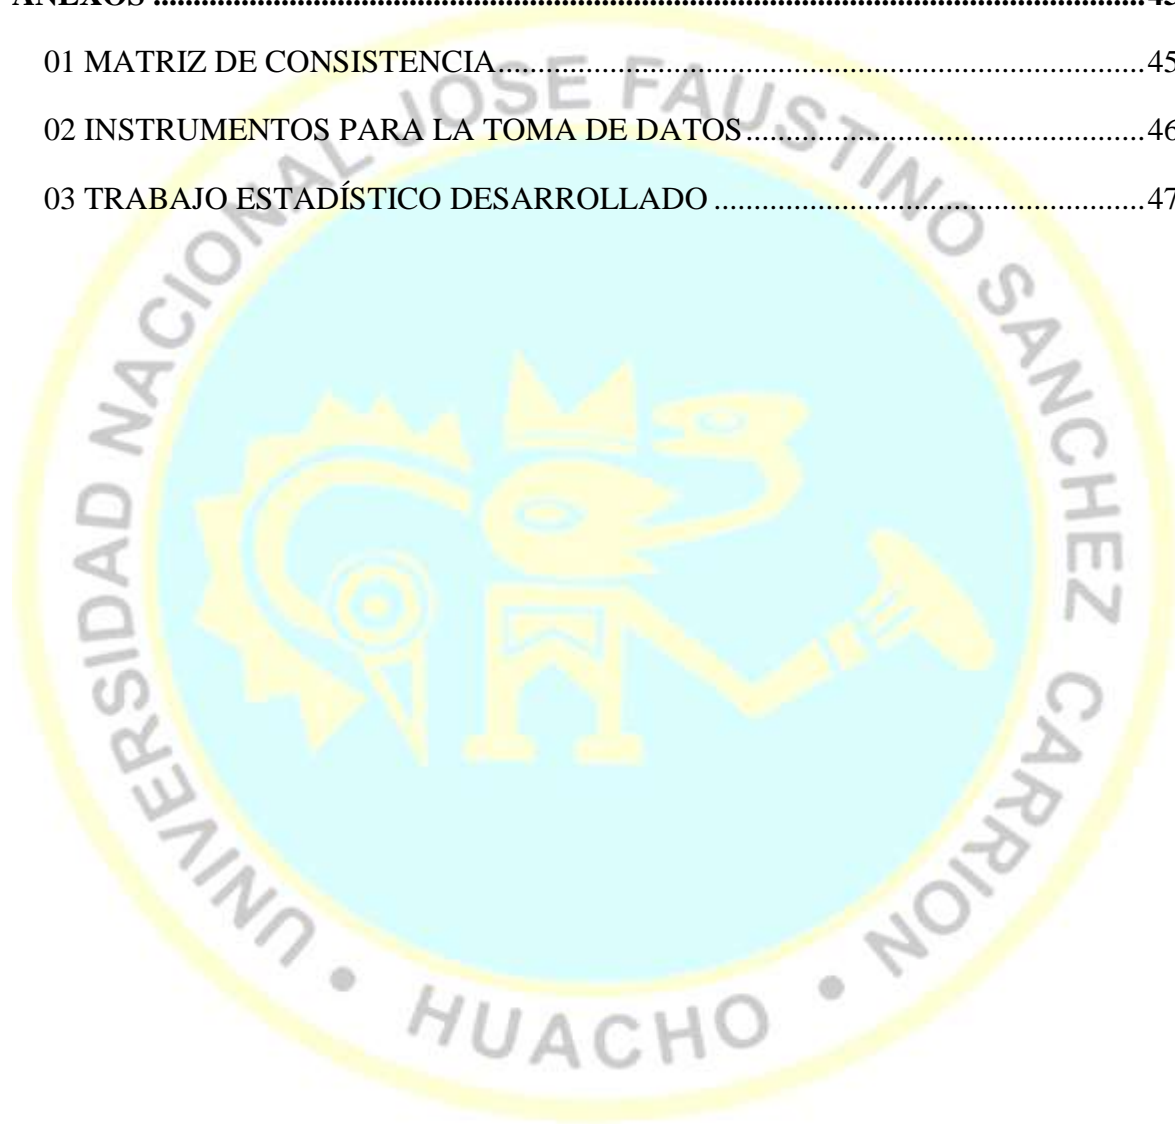 ANEXOS ........................................................................................................................
01 MATRIZ DE CONSISTENCIA.................................................................................45
02 INSTRUMENTOS PARA LA TOMA DE DATOS..................................................46
03 TRABAJO ESTADÍSTICO DESARROLLADO ......................................................47
UNIVERSIDAD NACIONAL JOSE FAUSTINO SANCHEZ CARRION • HUACHO •